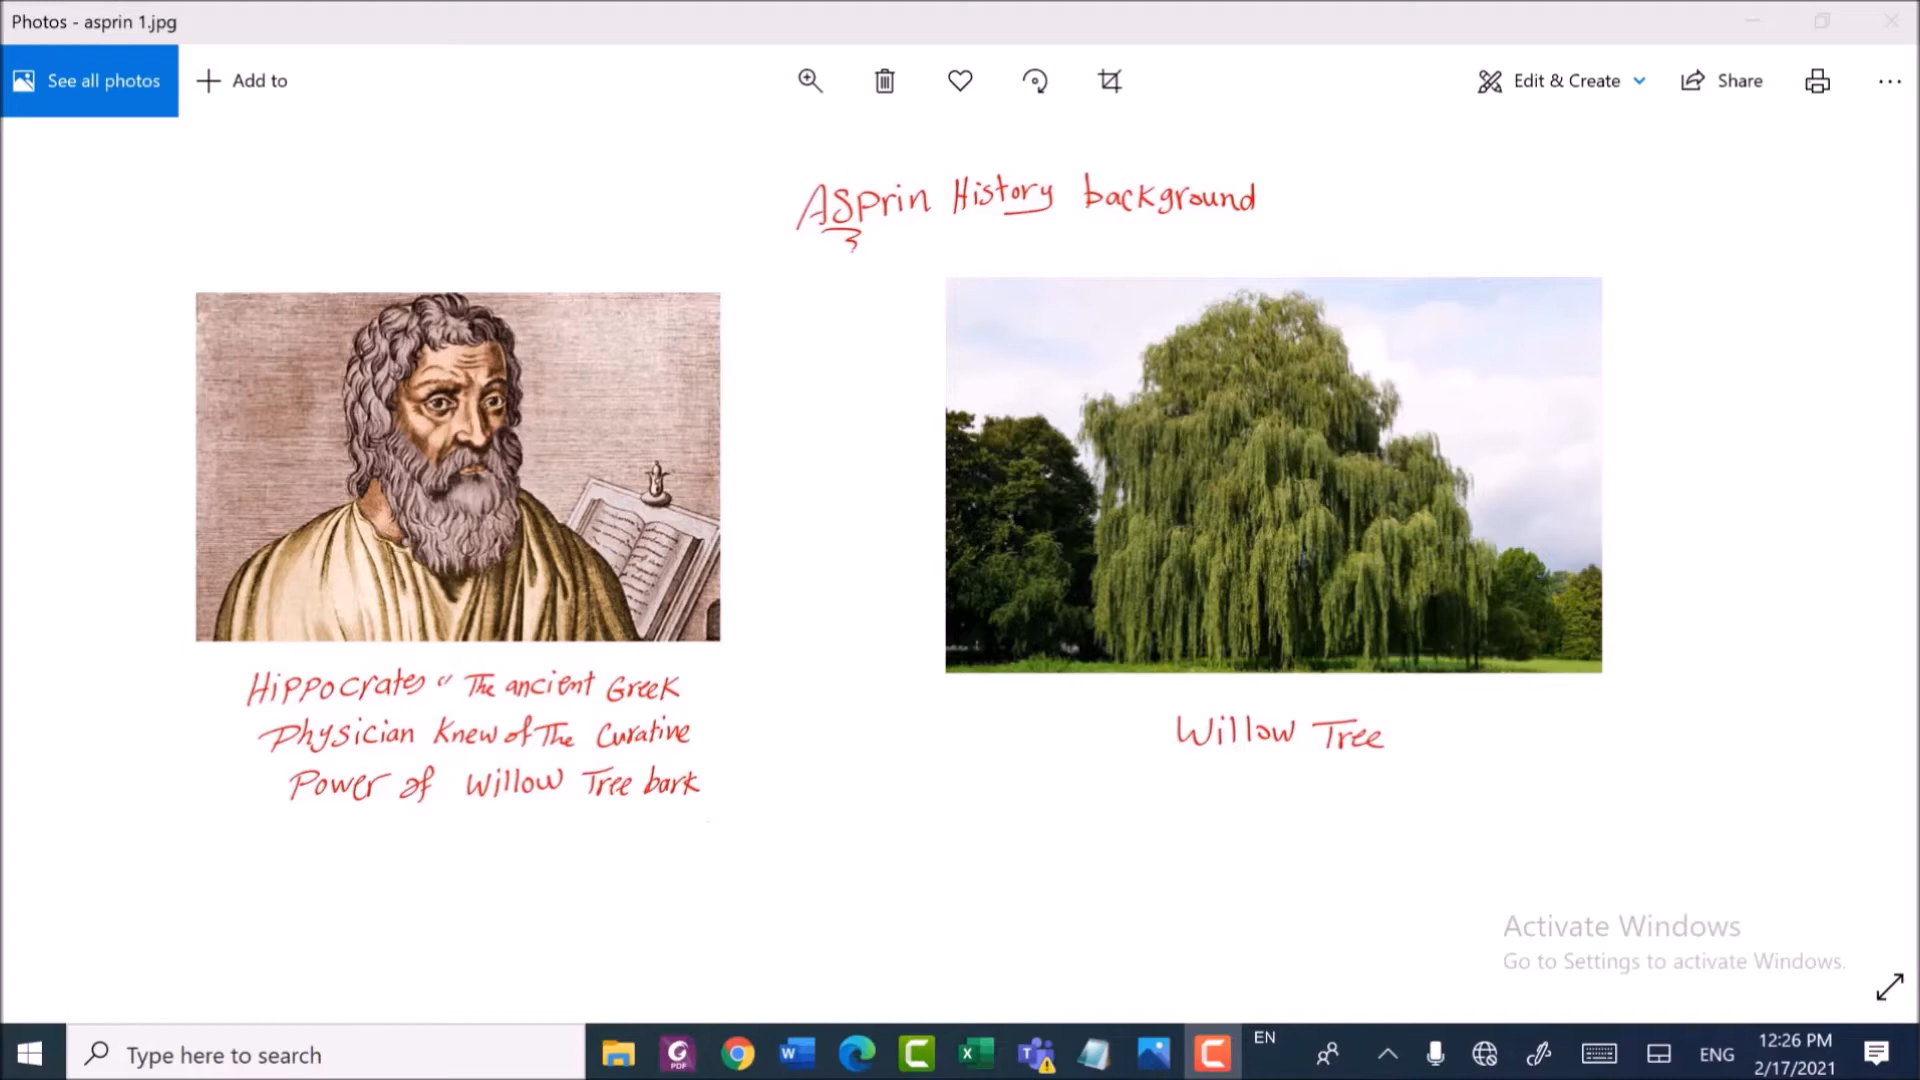 Photos - asprin 1.jpg
See all photos
Add to
Edit & Create
Share
Asprin History background
Hippocrates " The ancient Greek
Physician Knew of The Curative
Power of Willow Tree bark
Willow Tree
Activate Windows
Go to Settings to activate Windows.
Type here to search
EN
ENG
12:26 PM
2/17/2021